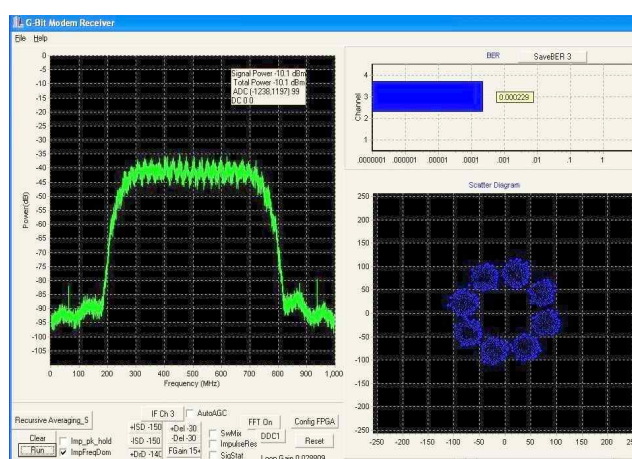 G-Bit Modem Receiver
File Help
0
-5
-10
-15
-20
-25
-30
-35
-40
-45
-50
-55
-60
-65
-70
-75
-80
-85
-90
-95
-100
-105
Power(dB)
Signal Power -10.1 dBm
Total Power -10.1 dBm
ADC (-1238,1197) 99
DC 0.0
0 100 200 300 400 500 600 700 800 900 1,000
Frequency (MHz)
BER
SaveBER 3
Channel
4
3
2
1
0.000229
.0000001 .000001 .00001 .0001 .001 .01 .1 1
Scatter Diagram
250
200
150
100
50
0
-50
-100
-150
-200
-250
-250 -200 -150 -100 -50 0 50 100 150 200 250
Recursive Averaging_S
Clear
Run
Imp_pk_hold
ImpFreqDom
IF Ch 3
AutoAGC
+ISD -150
-ISD -150
+DrD -140
+Del -30
-Del -30
FGain 15+
SwMix
ImpulseRes
SigStat
FFT On
DDC1
Config FPGA
Reset
Loop Gain 0.028809